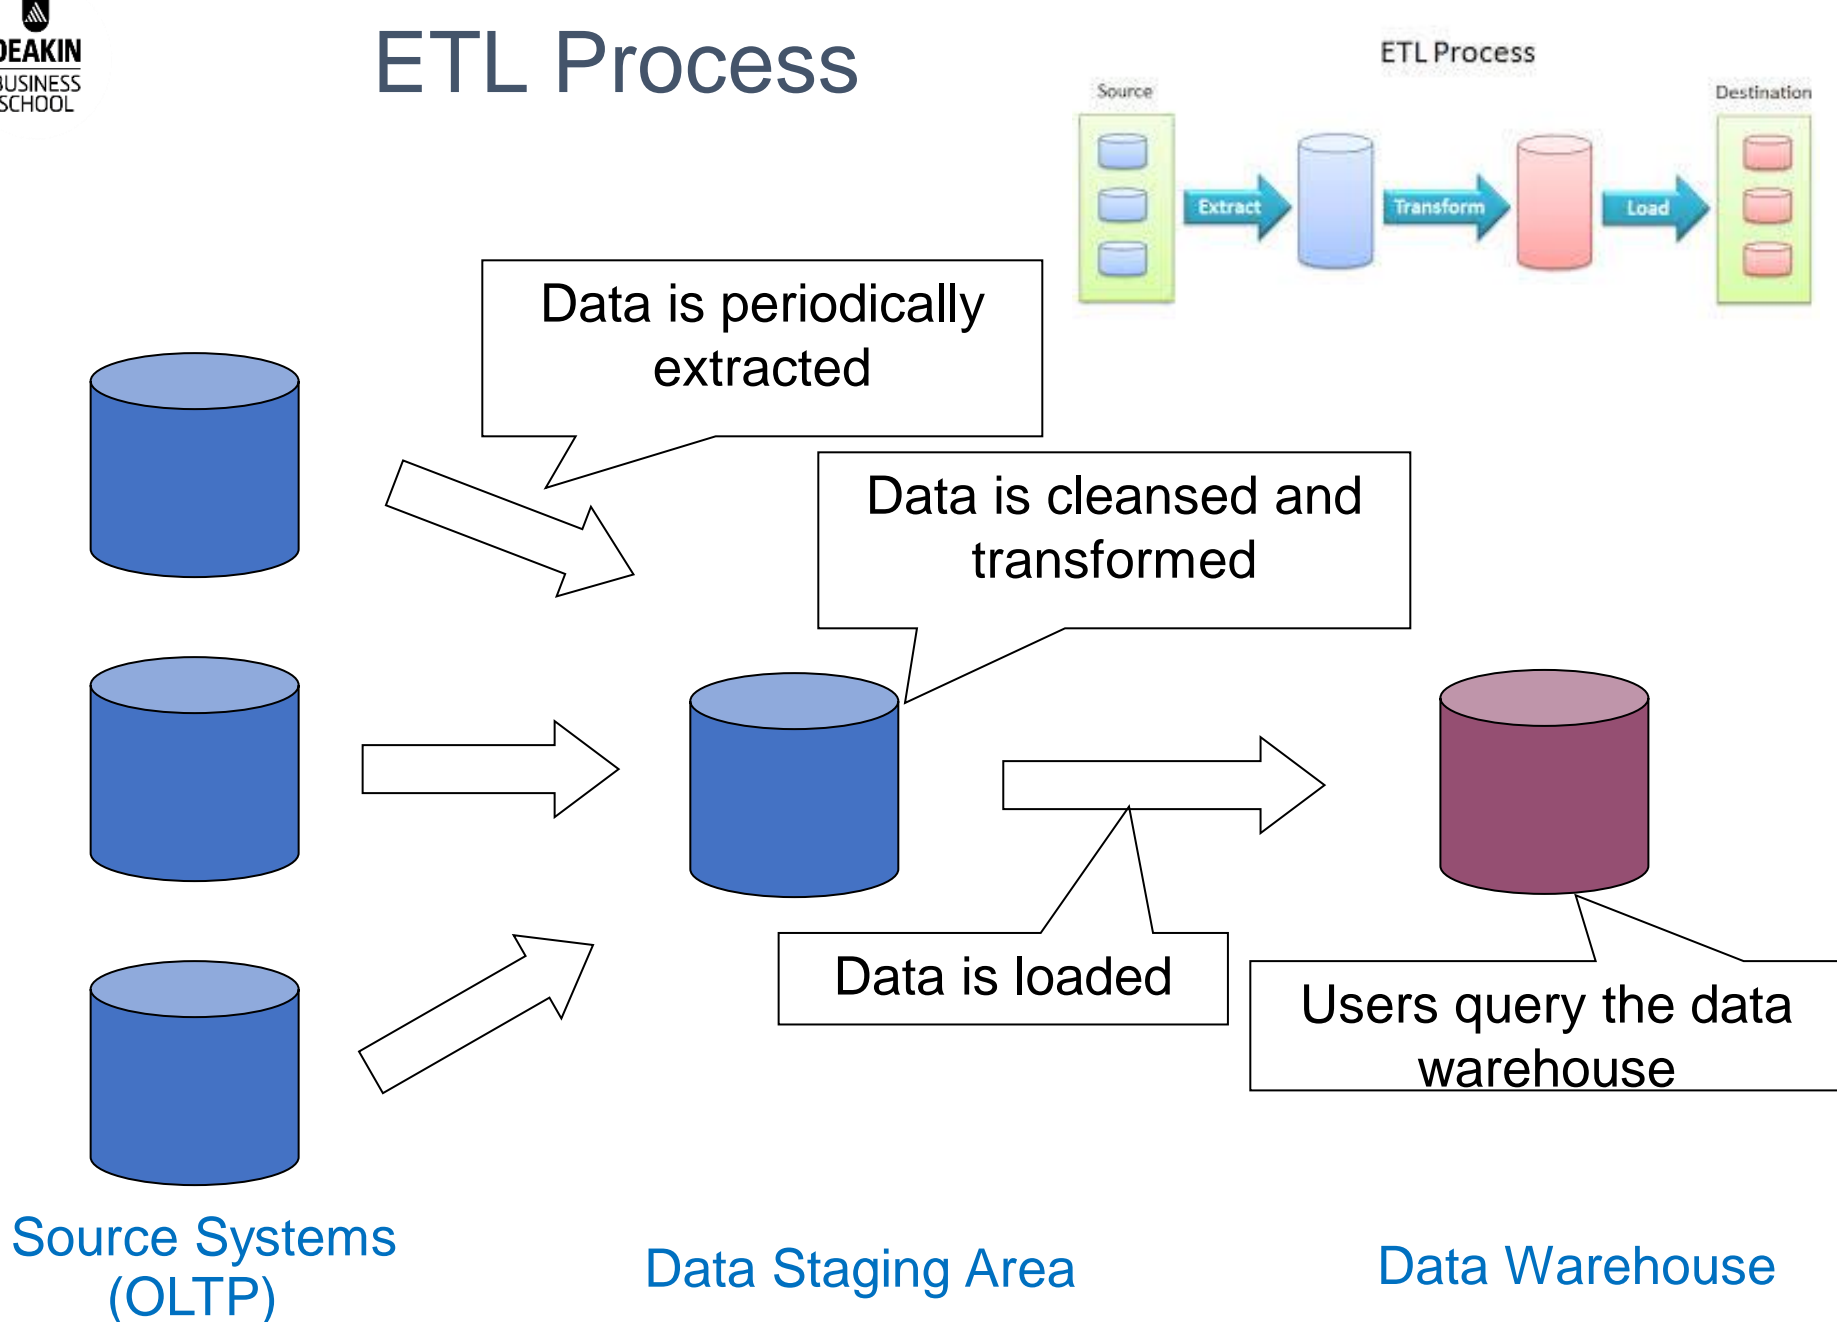 DEAKIN
BUSINESS
SCHOOL
ETL Process
ETL Process
Source
Destination
Extract
Transform
Load
Data is periodically
extracted
Data is cleansed and
transformed
Data is loaded
Users query the data
warehouse
Source Systems
(OLTP)
Data Staging Area
Data Warehouse